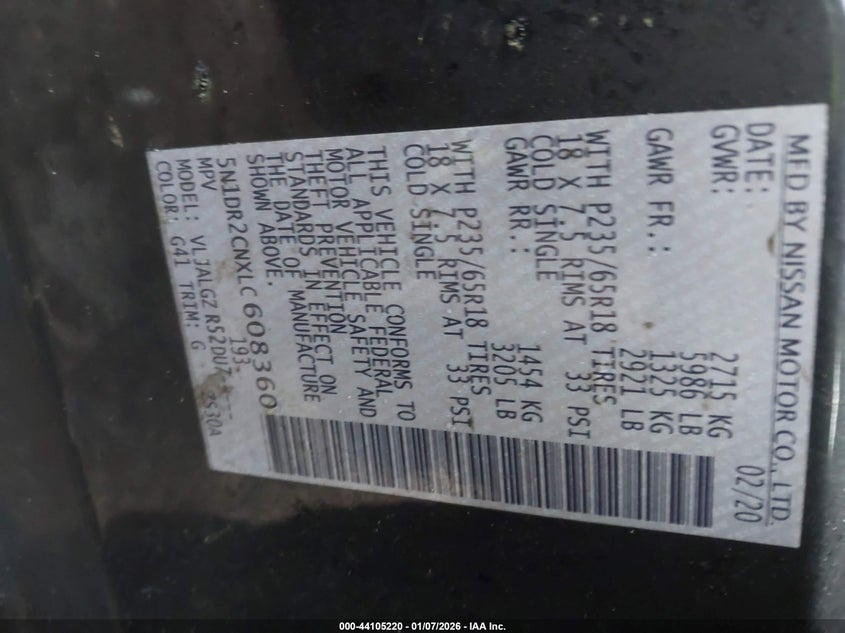 MFD BY NISSAN MOTOR CO., LTD.
DATE: 02/20
GVWR: 2715 KG
5986 LB
GAWR FR.: 1325 KG
2921 LB
WITH P235/65R18 TIRES
18 X 7.5 RIMS AT 33 PSI
COLD SINGLE
GAWR RR.: 1454 KG
3205 LB
WITH P235/65R18 TIRES
18 X 7.5 RIMS AT 33 PSI
COLD SINGLE
THIS VEHICLE CONFORMS TO
ALL APPLICABLE FEDERAL
MOTOR VEHICLE SAFETY AND
THEFT PREVENTION
STANDARDS IN EFFECT ON
THE DATE OF MANUFACTURE
SHOWN ABOVE.
5N1DR2CNXLC608360
MPV 193
MODEL: VLJALGZ R52DU7
COLOR: G41 TRIM: G 2S30A
000-44105220 - 01/07/2026 - IAA Inc.